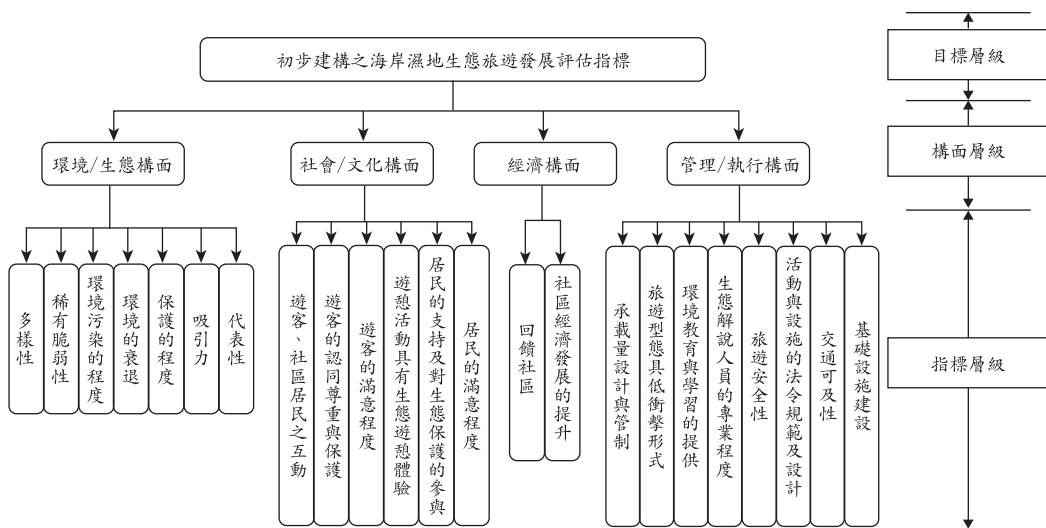 初步建構之海岸濕地生態旅遊發展評估指標
目標層級
環境/生態構面
社會/文化構面
經濟構面
管理/執行構面
構面層級
多樣性
稀有脆弱性
環境污染的程度
環境的衰退
保護的程度
吸引力
代表性
遊客、社區居民之互動
遊客的認同尊重與保護
遊客的滿意程度
遊憩活動具有生態遊憩體驗
居民的支持及對生態保護的參與
居民的滿意程度
回饋社區
社區經濟發展的提升
承載量設計與管制
旅遊型態具低衝擊形式
環境教育與學習的提供
生態解說人員的專業程度
旅遊安全性
活動與設施的法令規範及設計
交通可及性
基礎設施建設
指標層級